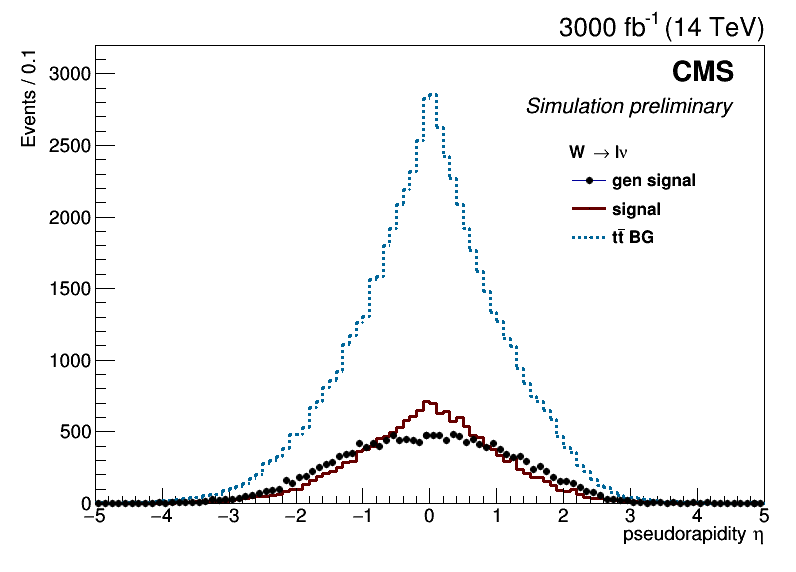 3000 fb-1 (14 TeV)
CMS
Simulation preliminary
Events / 0.1
3000
2500
2000
1500
1000
500
0
W → lν
gen signal
signal
tt̄ BG
−5 −4 −3 −2 −1 0 1 2 3 4 5
pseudorapidity η